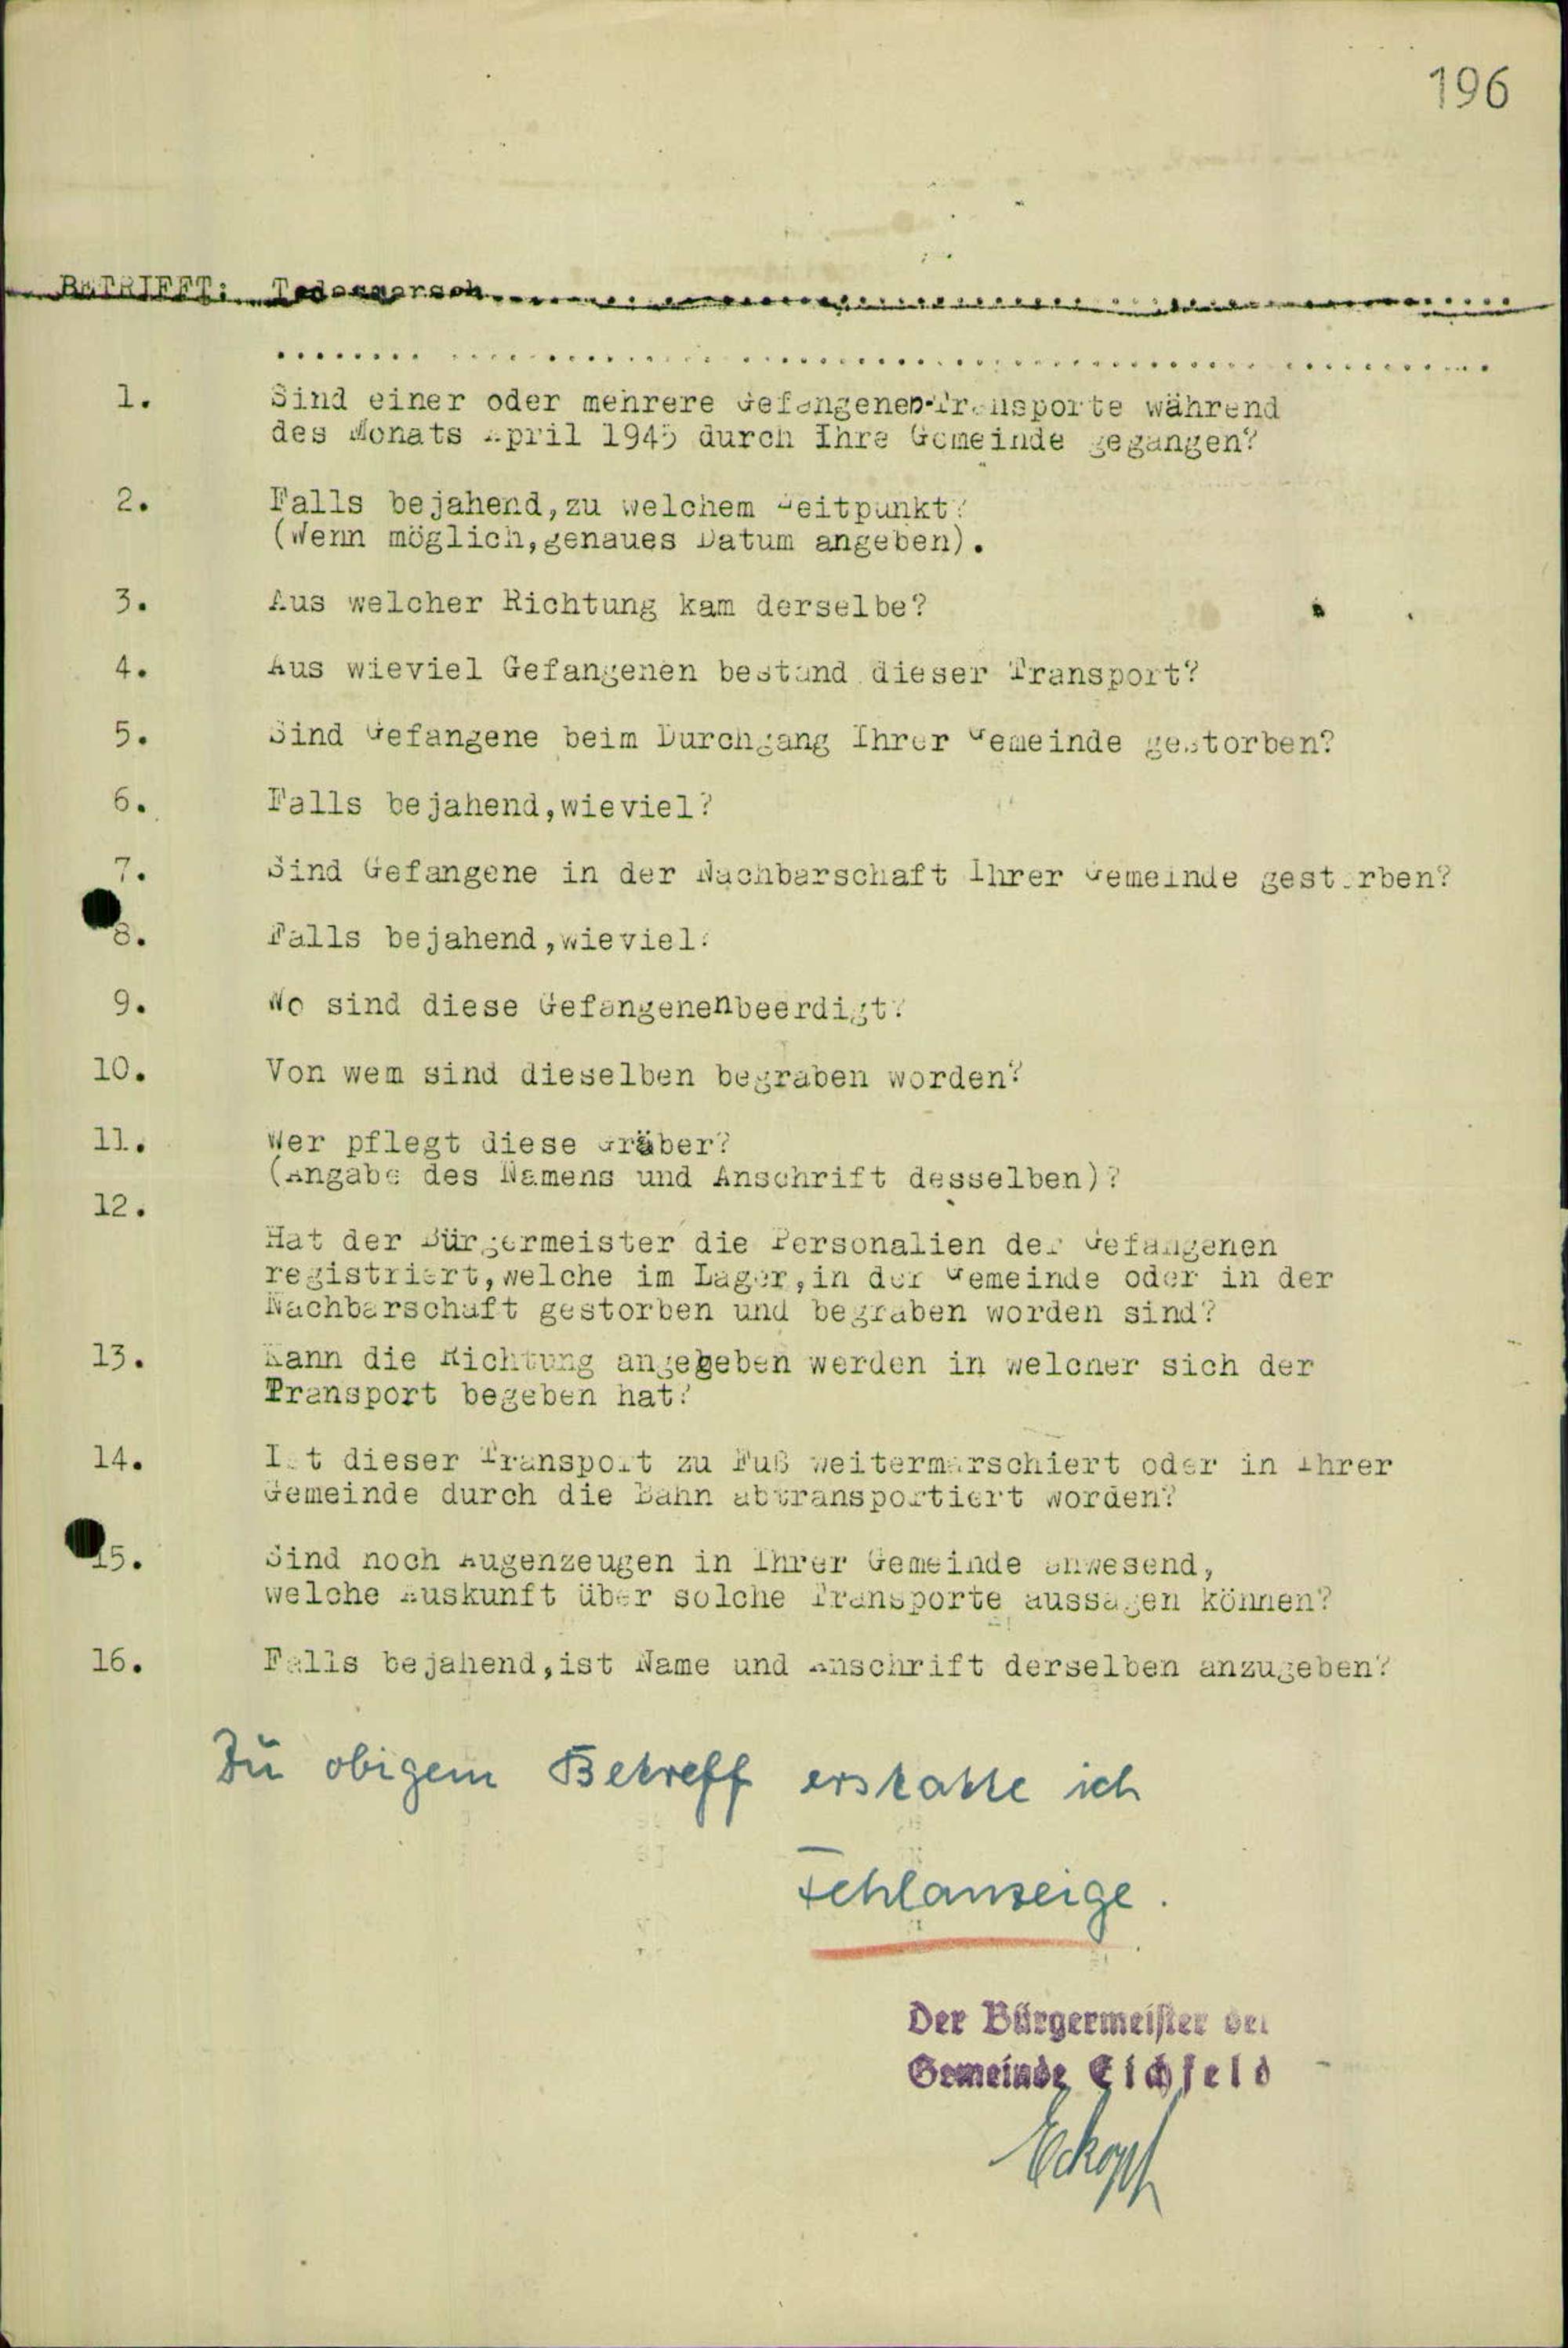 196
BETRIFFT: Todesmarsch
1. Sind einer oder mehrere Gefangenen-Transporte während
des Monats April 1945 durch Ihre Gemeinde gegangen?
2. Falls bejahend,zu welchem Zeitpunkt?
(Wenn möglich,genaues Datum angeben).
3. Aus welcher Richtung kam derselbe?
4. Aus wieviel Gefangenen bestand dieser Transport?
5. Sind Gefangene beim Durchgang Ihrer Gemeinde gestorben?
6. Falls bejahend,wieviel?
7. Sind Gefangene in der Nachbarschaft Ihrer Gemeinde gestorben?
8. Falls bejahend,wieviel?
9. Wo sind diese Gefangenenbeerdigt?
10. Von wem sind dieselben begraben worden?
11. Wer pflegt diese Gräber?
(Angabe des Namens und Anschrift desselben)?
12.
Hat der Bürgermeister die Personalien der Gefangenen
registriert,welche im Lager,in der Gemeinde oder in der
Nachbarschaft gestorben und begraben worden sind?
13. Kann die Richtung angegeben werden in welcher sich der
Transport begeben hat?
14. Ist dieser Transport zu Fuß weitermarschiert oder in Ihrer
Gemeinde durch die Bahn abtransportiert worden?
15. Sind noch Augenzeugen in Ihrer Gemeinde anwesend,
welche Auskunft über solche Transporte aussagen können?
16. Falls bejahend,ist Name und Anschrift derselben anzugeben?
Zu obigem Betreff erstatte ich
Fehlanzeige.
Der Bürgermeister der
Gemeinde Eichfeld